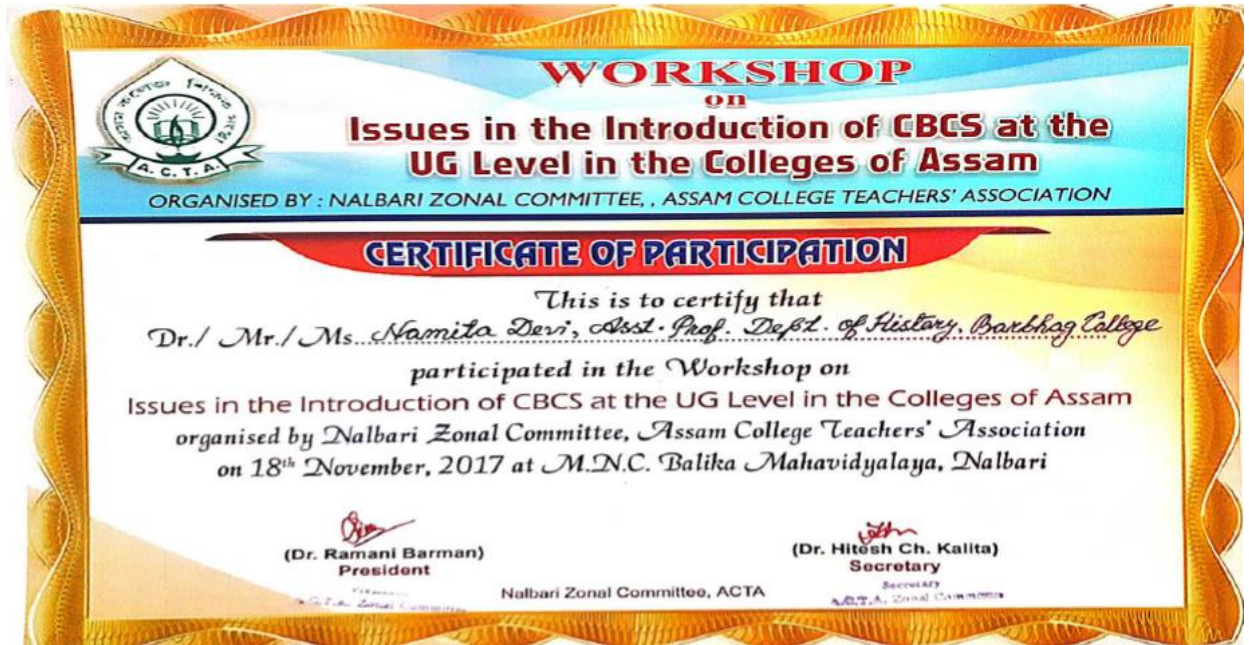 WORKSHOP
on
Issues in the Introduction of CBCS at the
UG Level in the Colleges of Assam
A. C. T. A.
ORGANISED BY : NALBARI ZONAL COMMITTEE, , ASSAM COLLEGE TEACHERS' ASSOCIATION
CERTIFICATE OF PARTICIPATION
This is to certify that
Dr./ Mr./ Ms. Namita Devi, Asst. Prof. Dept. of History, Barbhag College
participated in the Workshop on
Issues in the Introduction of CBCS at the UG Level in the Colleges of Assam
organised by Nalbari Zonal Committee, Assam College Teachers' Association
on 18th November, 2017 at M.N.C. Balika Mahavidyalaya, Nalbari
(Dr. Ramani Barman)
President
(Dr. Hitesh Ch. Kalita)
Secretary
Nalbari Zonal Committee, ACTA
Secretary
A.C.T.A. Zonal Committee